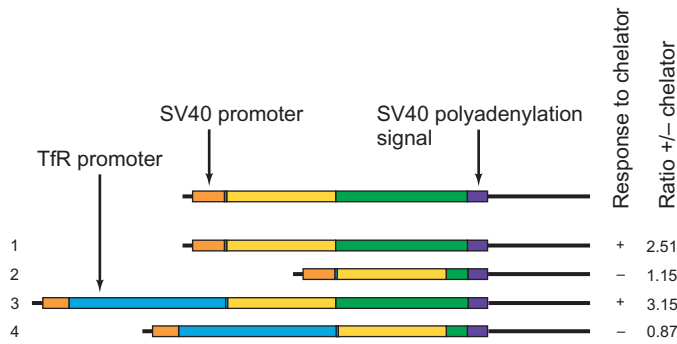 SV40 promoter
SV40 polyadenylation
signal
TfR promoter
Response to chelator
Ratio +/– chelator
1 + 2.51
2 – 1.15
3 + 3.15
4 – 0.87